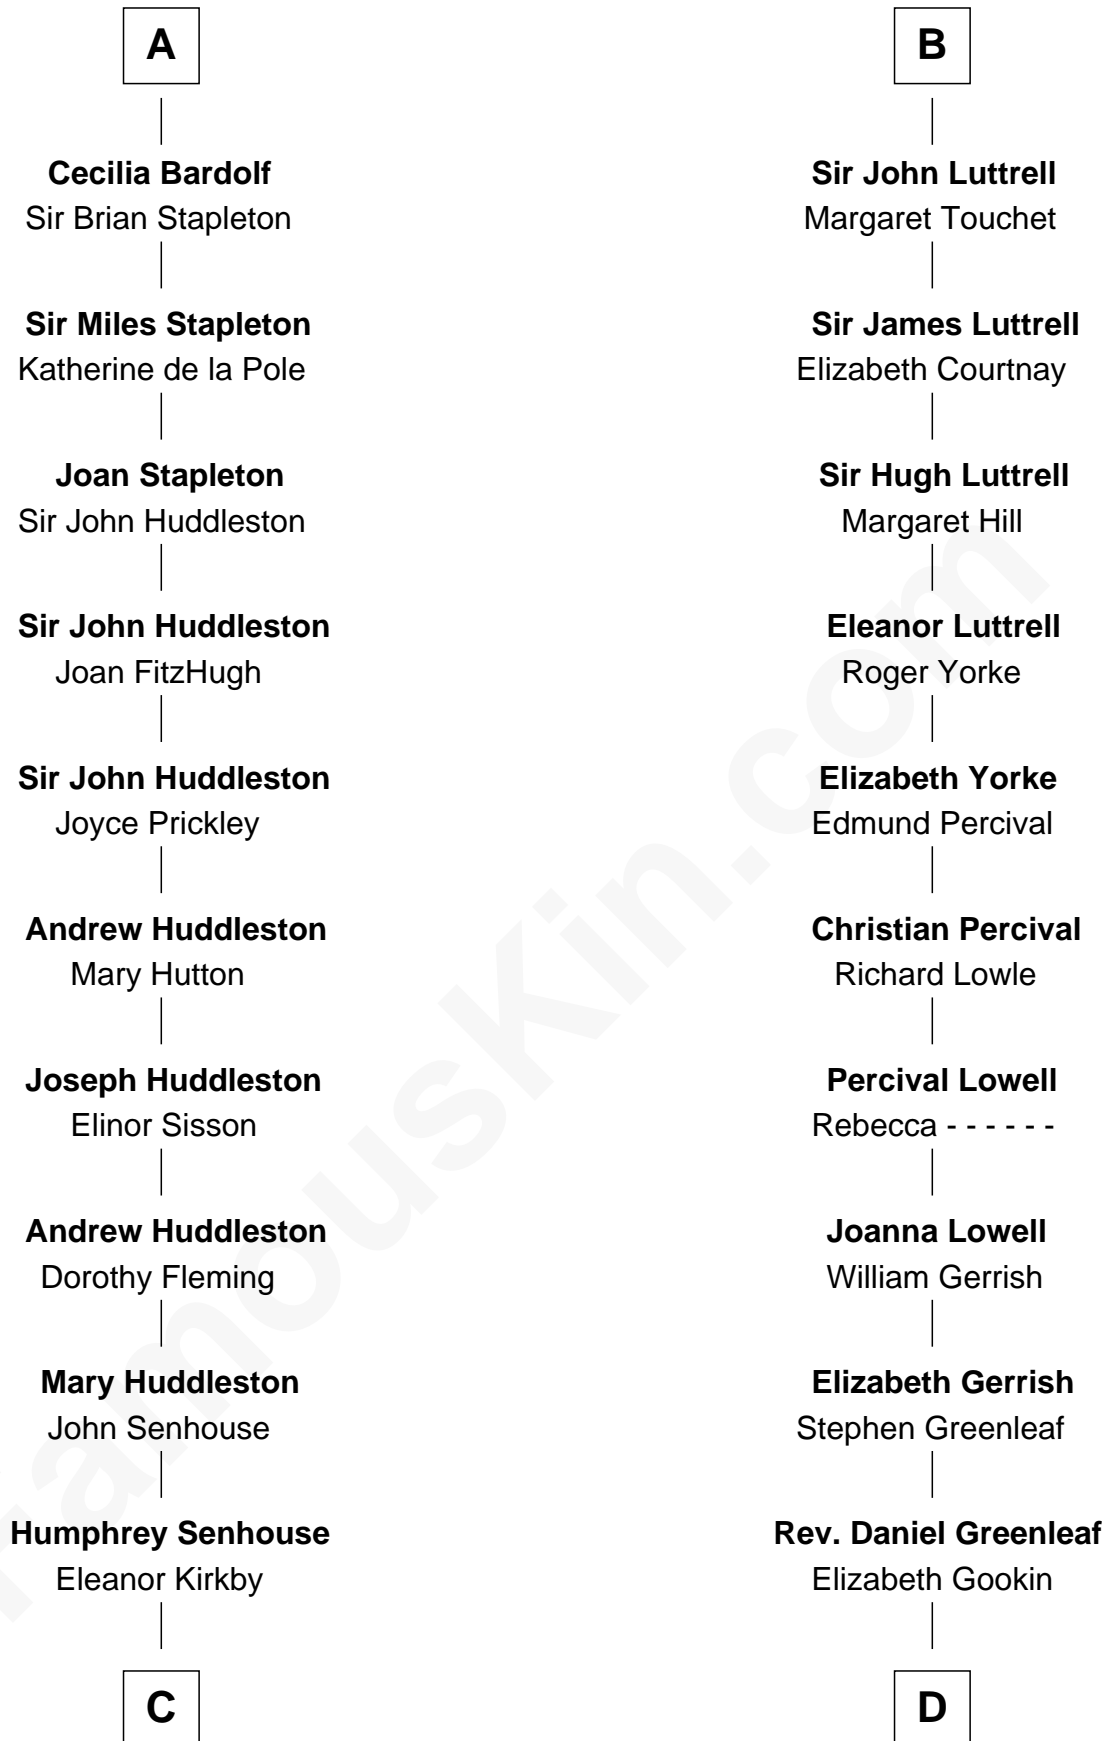 A
Cecilia Bardolf
Sir Brian Stapleton
Sir Miles Stapleton
Katherine de la Pole
Joan Stapleton
Sir John Huddleston
Sir John Huddleston
Joan FitzHugh
Sir John Huddleston
Joyce Prickley
Andrew Huddleston
Mary Hutton
Joseph Huddleston
Elinor Sisson
Andrew Huddleston
Dorothy Fleming
Mary Huddleston
John Senhouse
Humphrey Senhouse
Eleanor Kirkby
C
B
Sir John Luttrell
Margaret Touchet
Sir James Luttrell
Elizabeth Courtnay
Sir Hugh Luttrell
Margaret Hill
Eleanor Luttrell
Roger Yorke
Elizabeth Yorke
Edmund Percival
Christian Percival
Richard Lowle
Percival Lowell
Rebecca - - - - - -
Joanna Lowell
William Gerrish
Elizabeth Gerrish
Stephen Greenleaf
Rev. Daniel Greenleaf
Elizabeth Gookin
D
FamousKin.com